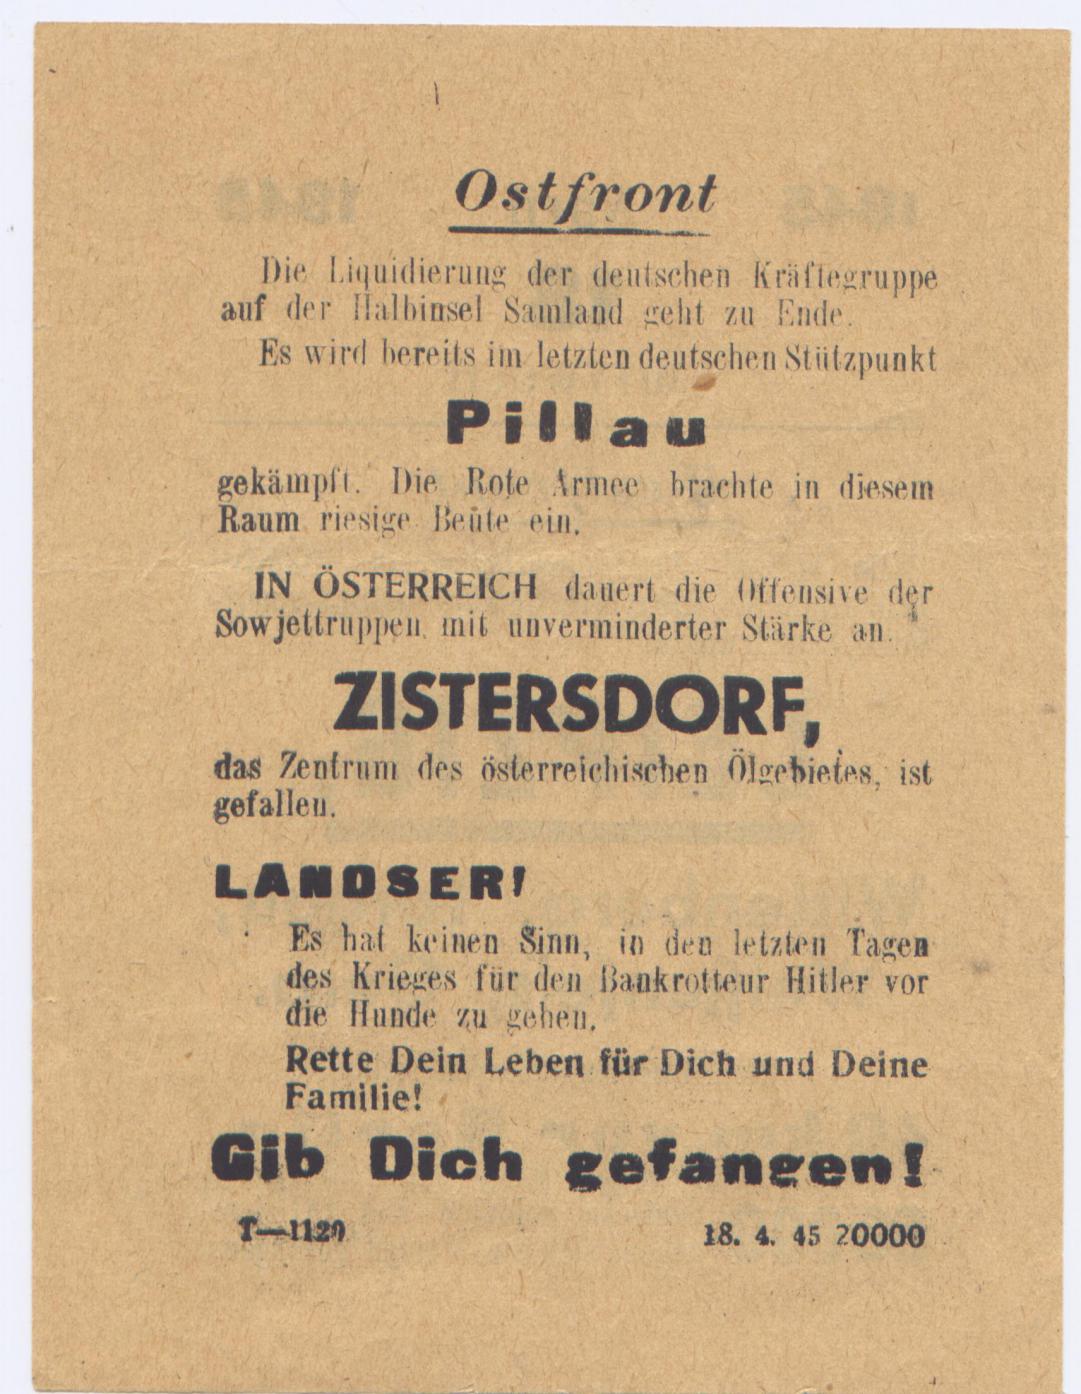 Ostfront
Die Liquidierung der deutschen Kräftegruppe
auf der Halbinsel Samland geht zu Ende.
Es wird bereits im letzten deutschen Stützpunkt
Pillau
gekämpft. Die Rote Armee brachte in diesem
Raum riesige Beute ein.
IN ÖSTERREICH dauert die Offensive der
Sowjettruppen mit unverminderter Stärke an.
ZISTERSDORF,
das Zentrum des österreichischen Ölgebietes, ist
gefallen.
LANDSER!
Es hat keinen Sinn, in den letzten Tagen
des Krieges für den Bankrotteur Hitler vor
die Hunde zu gehen.
Rette Dein Leben für Dich und Deine
Familie!
Gib Dich gefangen!
T—1120 18. 4. 45 20000